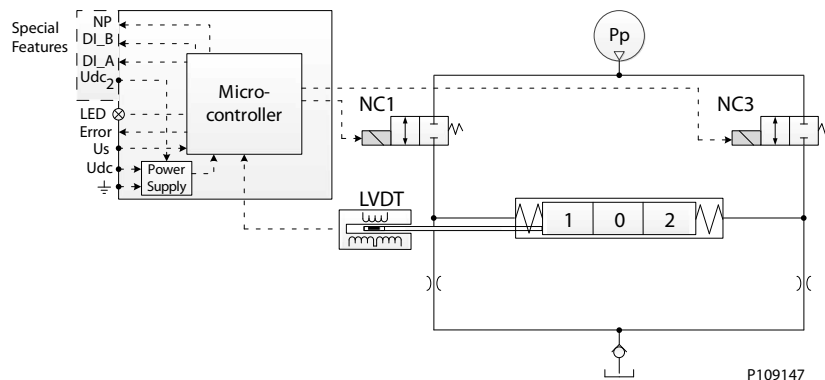 Special
Features
NP
DI_B
DI_A
Udc
2
LED
Error
Us
Udc
Micro-
controller
Power
Supply
Pp
NC1
NC3
LVDT
1 0 2
P109147